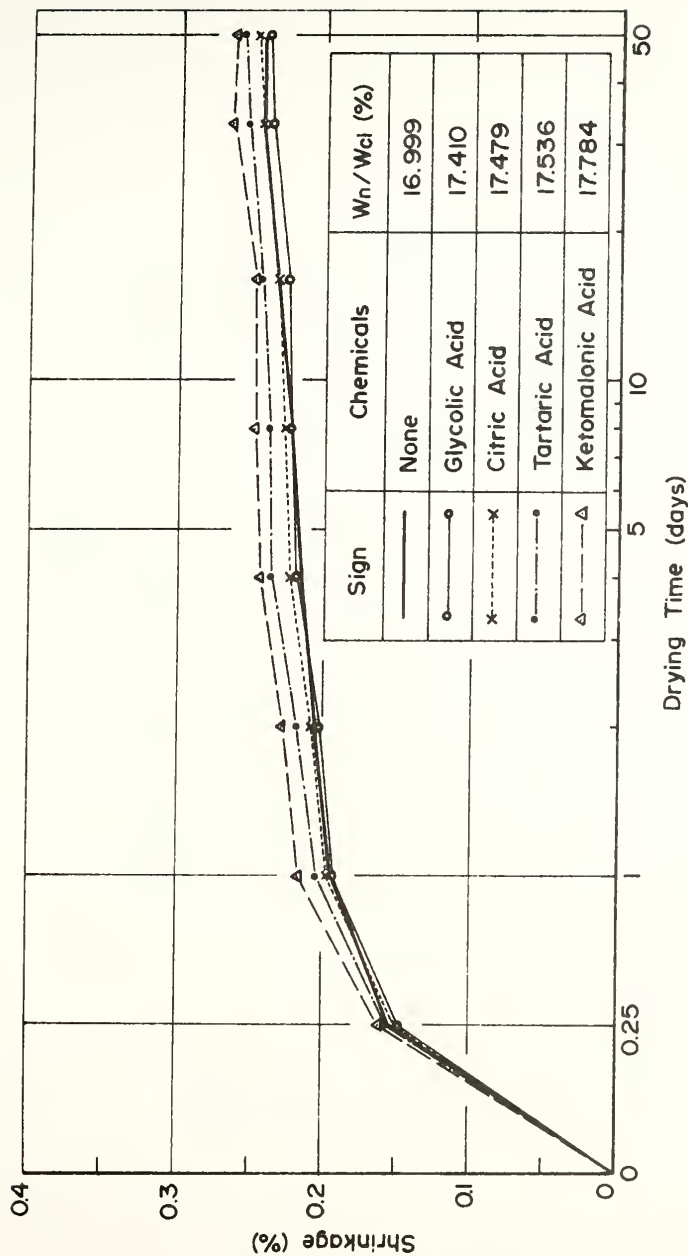 Shrinkage (%)
0.4
0.3
0.2
0.1
0
Sign Chemicals Wn/Wcl (%)
None 16.999
Glycolic Acid 17.410
Citric Acid 17.479
Tartaric Acid 17.536
Ketomalonic Acid 17.784
0 0.25 1 5 10 50
Drying Time (days)